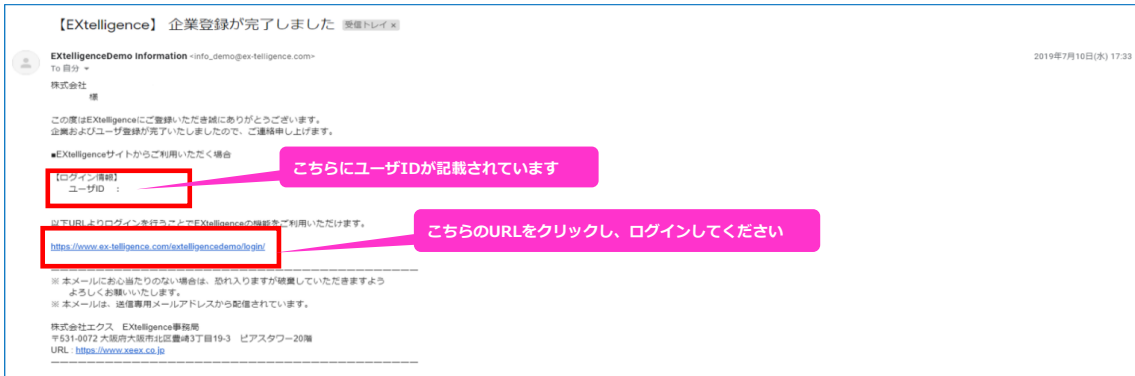 【EXtelligence】 企業登録が完了しました 受信トレイ ×
EXtelligenceDemo Information <info_demo@ex-telligence.com>
2019年7月10日(水) 17:33
To 自分
株式会社
様
この度はEXtelligenceにご登録いただき誠にありがとうございます。
企業およびユーザ登録が完了いたしましたので、ご連絡申し上げます。
■EXtelligenceサイトからご利用いただく場合
こちらにユーザIDが記載されています
【ログイン情報】
ユーザID ：
以下URLよりログインを行うことでEXtelligenceの機能をご利用いただけます。
こちらのURLをクリックし、ログインしてください
https://www.ex-telligence.com/extelligencedemo/login/
※ 本メールにお心当たりのない場合は、恐れ入りますが破棄していただきますよう
よろしくお願いいたします。
※ 本メールは、送信専用メールアドレスから配信されています。
株式会社エクス EXtelligence事務局
〒531-0072 大阪府大阪市北区豊崎3丁目19-3 ピアスタワー20階
URL : https://www.xeex.co.jp